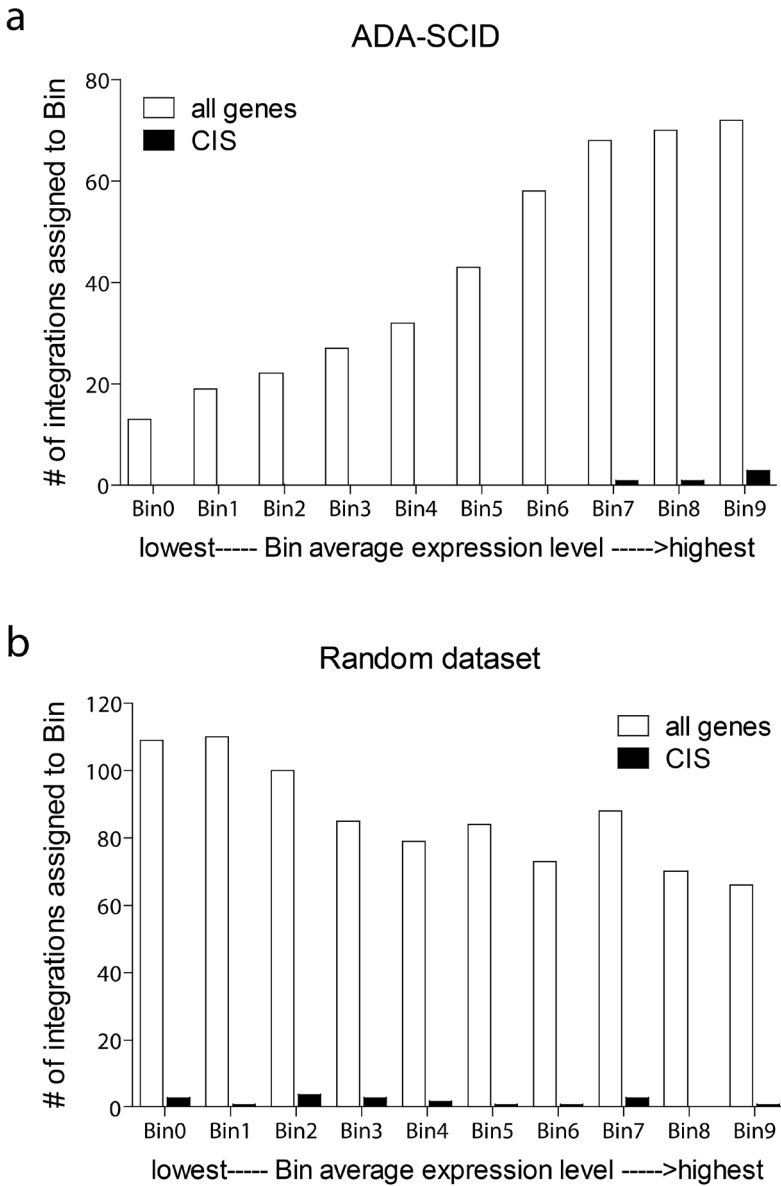 a
ADA-SCID
# of integrations assigned to Bin
80
60
40
20
0
all genes
CIS
Bin0 Bin1 Bin2 Bin3 Bin4 Bin5 Bin6 Bin7 Bin8 Bin9
lowest----- Bin average expression level ----->highest
b
Random dataset
# of integrations assigned to Bin
120
100
80
60
40
20
0
all genes
CIS
Bin0 Bin1 Bin2 Bin3 Bin4 Bin5 Bin6 Bin7 Bin8 Bin9
lowest----- Bin average expression level ----->highest